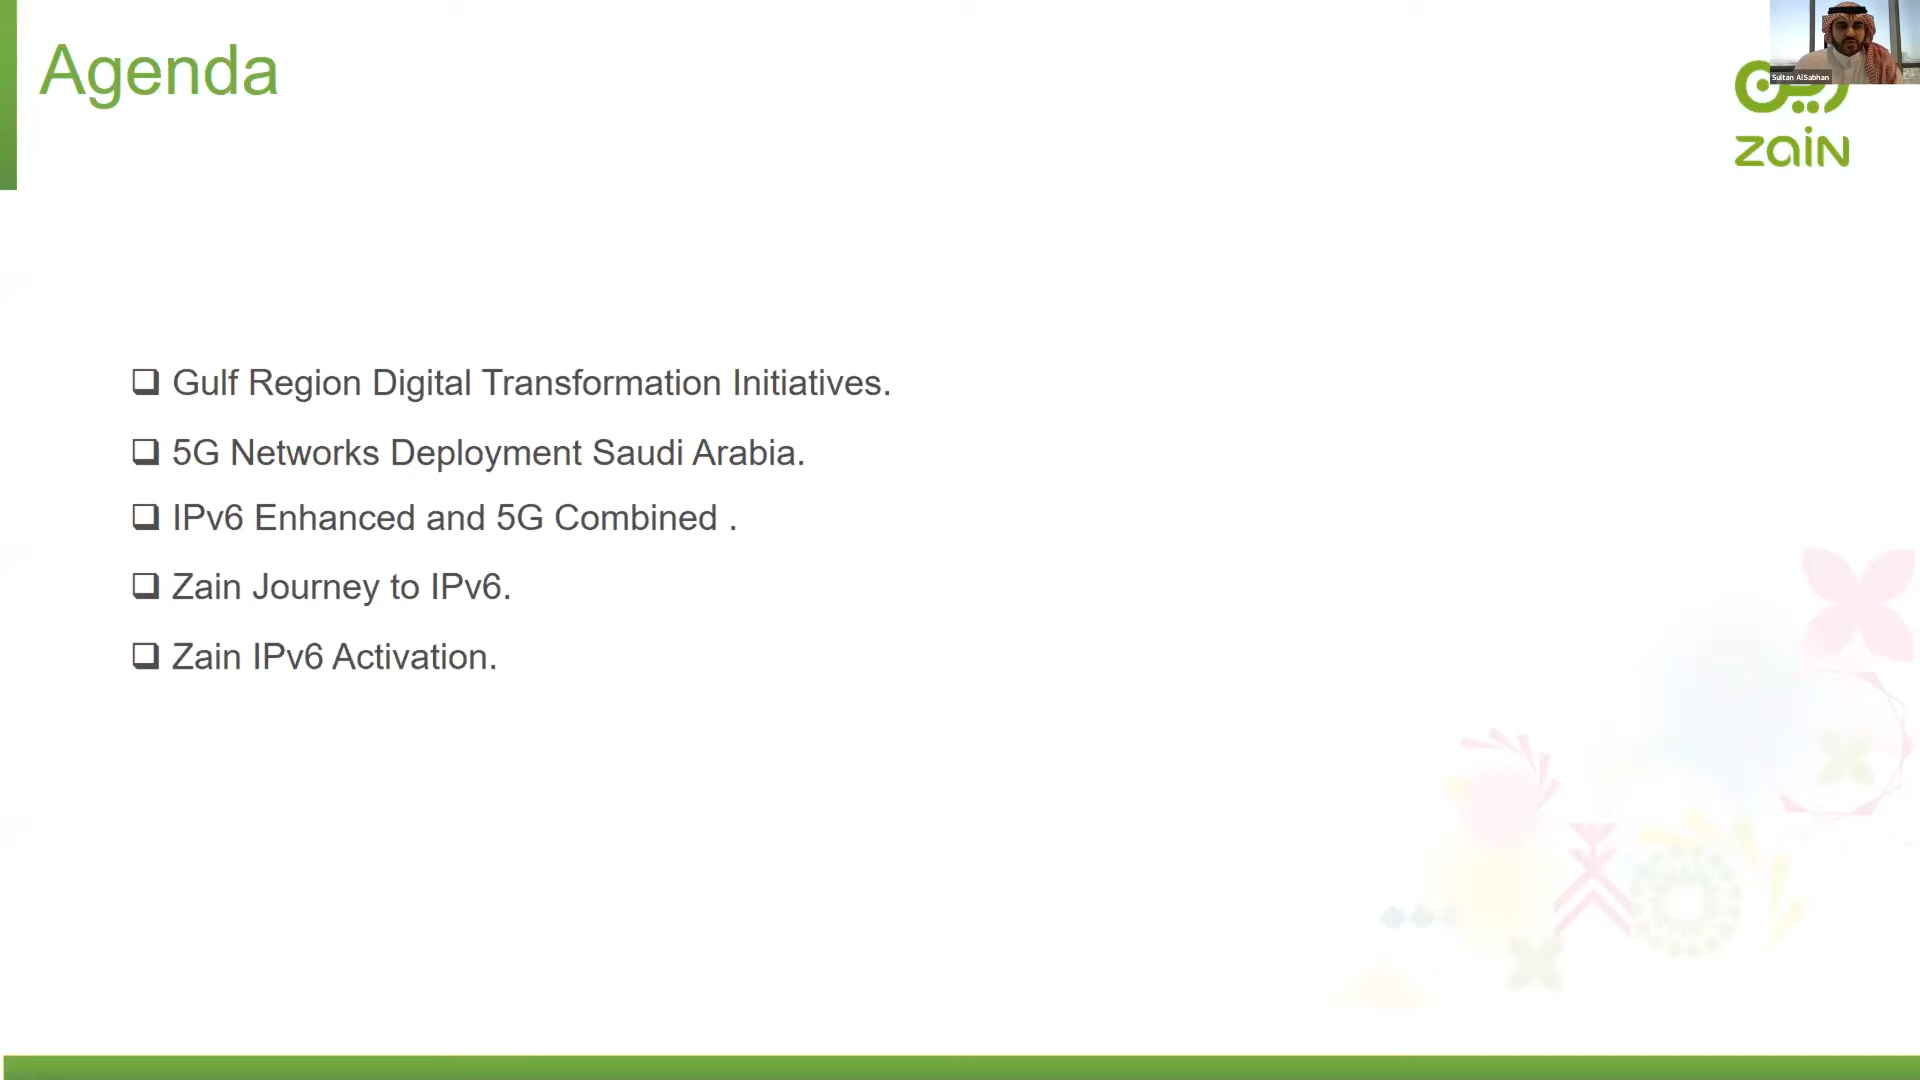 Agenda
Sultan AlSabhan
زين
zain
❑ Gulf Region Digital Transformation Initiatives.
❑ 5G Networks Deployment Saudi Arabia.
❑ IPv6 Enhanced and 5G Combined .
❑ Zain Journey to IPv6.
❑ Zain IPv6 Activation.